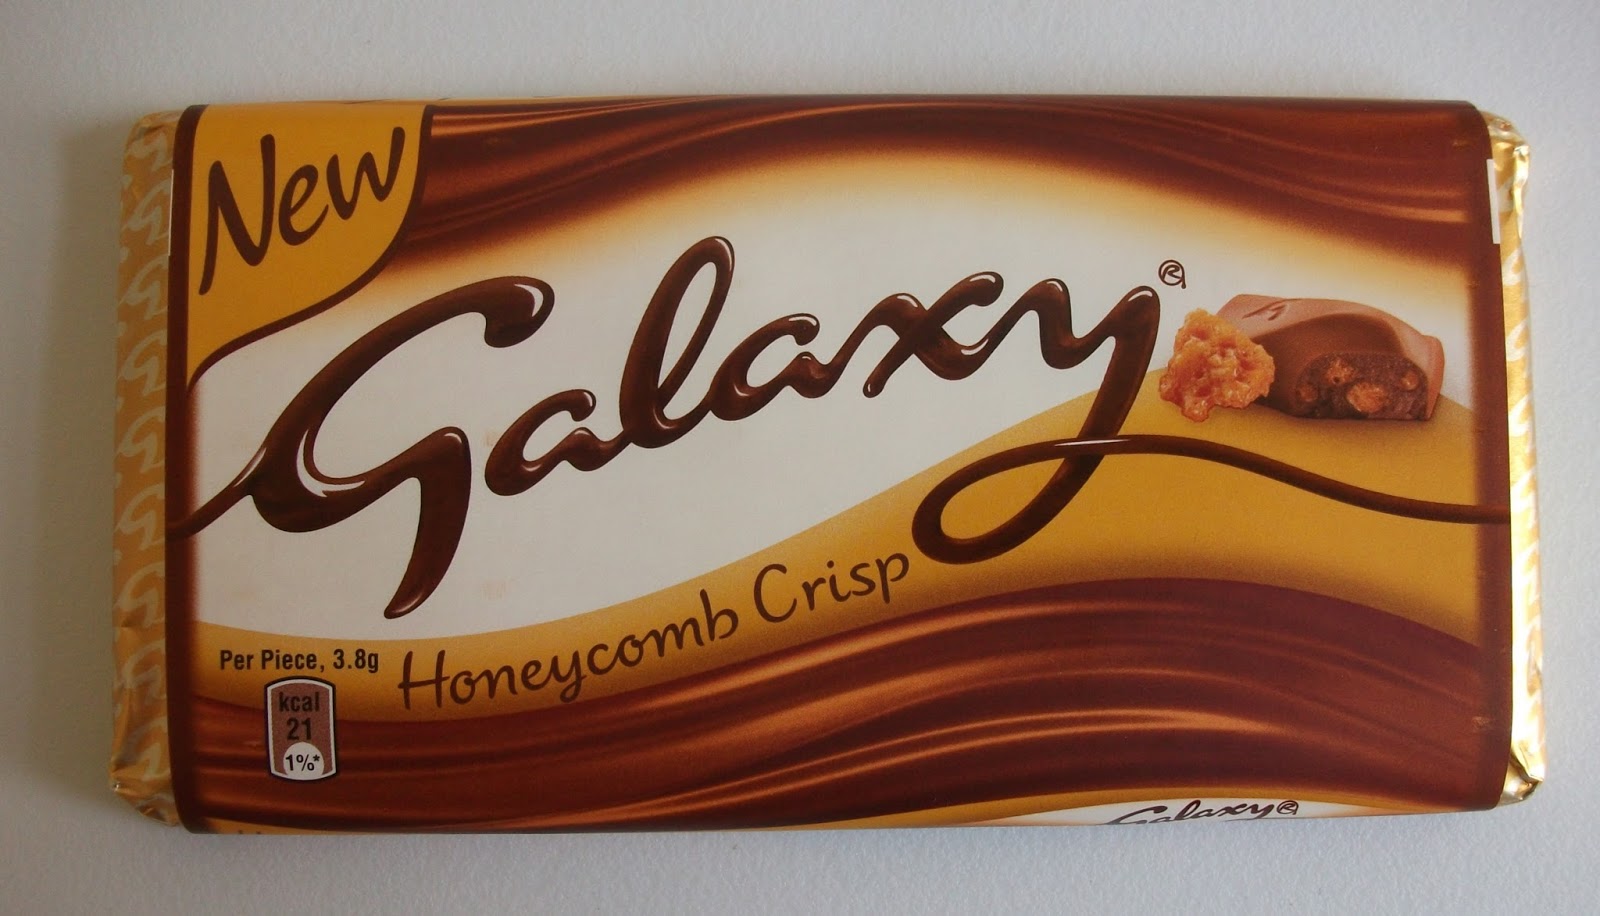 New
Galaxy®
Honeycomb Crisp
Per Piece, 3.8g
kcal
21
1%*
Galaxy®